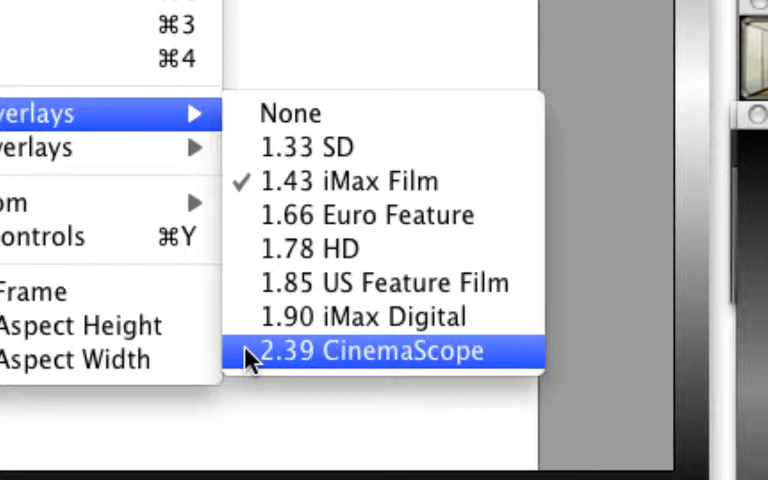 ⌘3
⌘4
verlays
verlays
om
ontrols ⌘Y
Frame
Aspect Height
Aspect Width
None
1.33 SD
✓ 1.43 iMax Film
1.66 Euro Feature
1.78 HD
1.85 US Feature Film
1.90 iMax Digital
2.39 CinemaScope